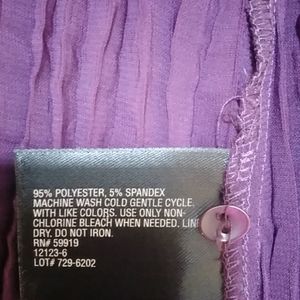 95% POLYESTER, 5% SPANDEX
MACHINE WASH COLD GENTLE CYCLE.
WITH LIKE COLORS. USE ONLY NON-
CHLORINE BLEACH WHEN NEEDED. LINE
DRY. DO NOT IRON.
RN# 59919
12123-6
LOT# 729-6202